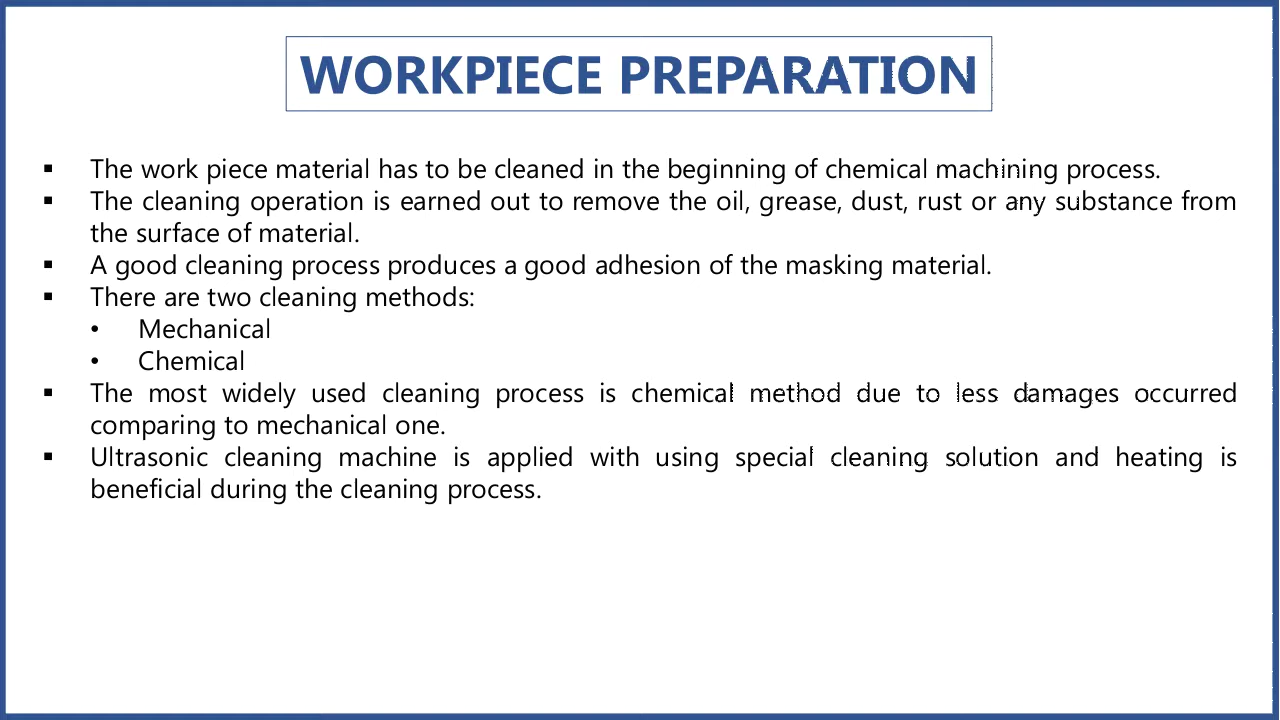 WORKPIECE PREPARATION
▪ The work piece material has to be cleaned in the beginning of chemical machining process.
▪ The cleaning operation is earned out to remove the oil, grease, dust, rust or any substance from
the surface of material.
▪ A good cleaning process produces a good adhesion of the masking material.
▪ There are two cleaning methods:
• Mechanical
• Chemical
▪ The most widely used cleaning process is chemical method due to less damages occurred
comparing to mechanical one.
▪ Ultrasonic cleaning machine is applied with using special cleaning solution and heating is
beneficial during the cleaning process.